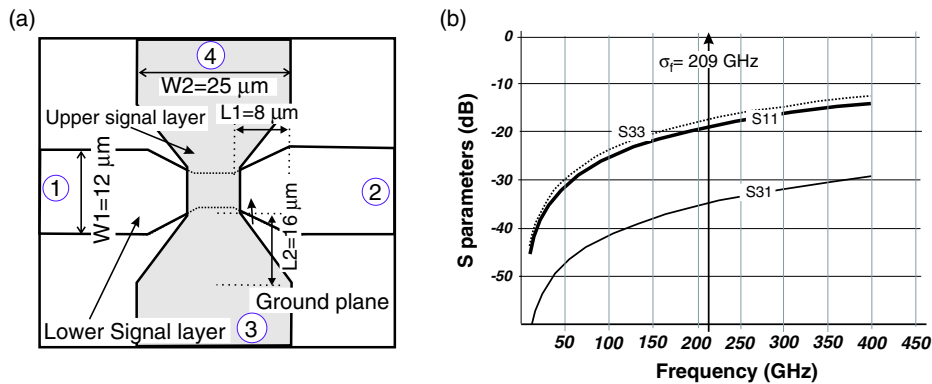 (a)
4
W2=25 μm
L1=8 μm
Upper signal layer
1
W1=12 μm
2
L2=16 μm
Ground plane
Lower Signal layer
3
(b)
S parameters (dB)
0
-10
-20
-30
-40
-50
σf= 209 GHz
S33
S11
S31
50 100 150 200 250 300 350 400 450
Frequency (GHz)